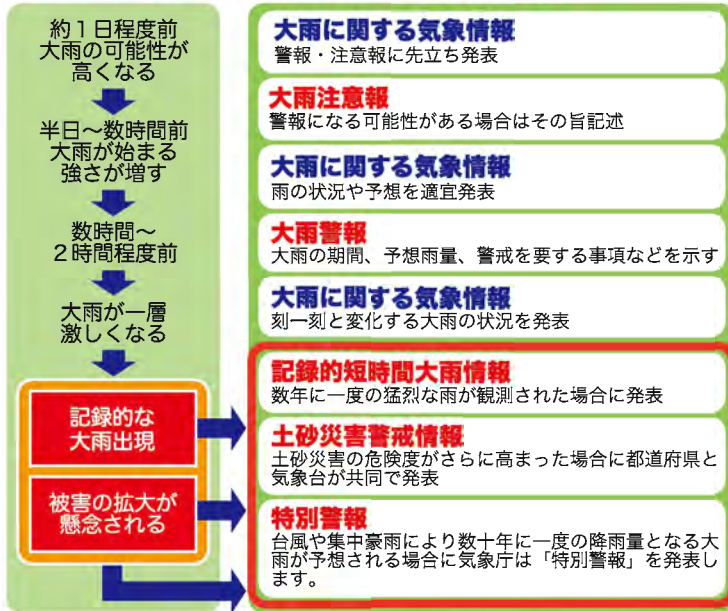 約１日程度前
大雨の可能性が
高くなる
半日～数時間前
大雨が始まる
強さが増す
数時間～
２時間程度前
大雨が一層
激しくなる
記録的な
大雨出現
被害の拡大が
懸念される
大雨に関する気象情報
警報・注意報に先立ち発表
大雨注意報
警報になる可能性がある場合はその旨記述
大雨に関する気象情報
雨の状況や予想を適宜発表
大雨警報
大雨の期間、予想雨量、警戒を要する事項などを示す
大雨に関する気象情報
刻一刻と変化する大雨の状況を発表
記録的短時間大雨情報
数年に一度の猛烈な雨が観測された場合に発表
土砂災害警戒情報
土砂災害の危険度がさらに高まった場合に都道府県と
気象台が共同で発表
特別警報
台風や集中豪雨により数十年に一度の降雨量となる大
雨が予想される場合に気象庁は「特別警報」を発表し
ます。